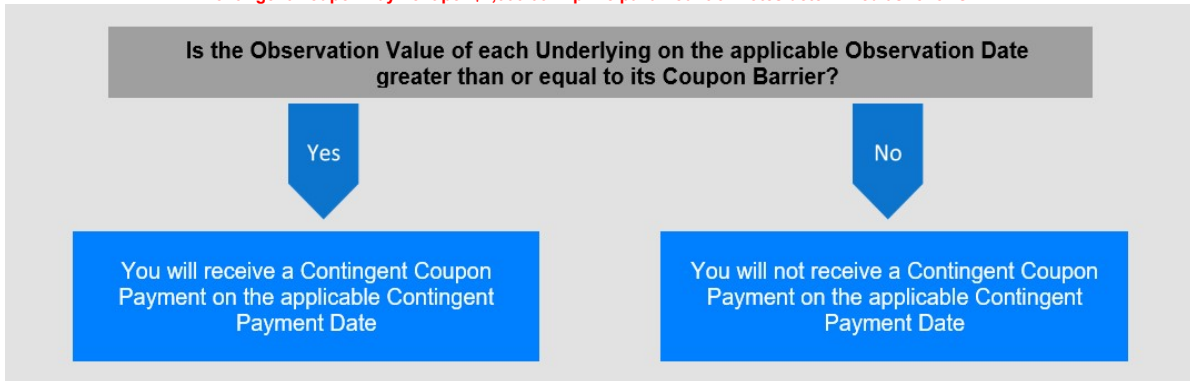 Is the Observation Value of each Underlying on the applicable Observation Date
greater than or equal to its Coupon Barrier?
Yes
No
You will receive a Contingent Coupon
Payment on the applicable Contingent
Payment Date
You will not receive a Contingent Coupon
Payment on the applicable Contingent
Payment Date